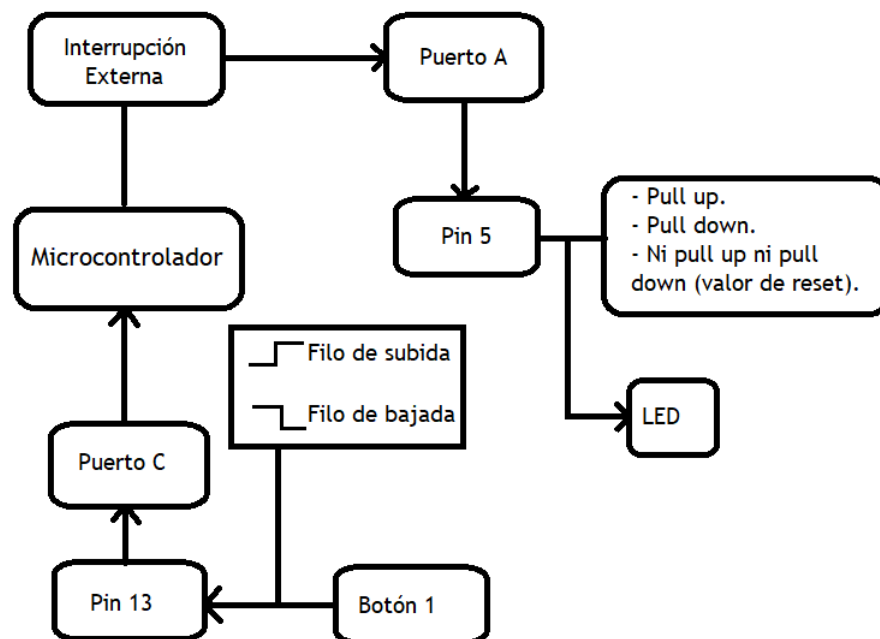 Interrupción
Externa
Puerto A
- Pull up.
- Pull down.
- Ni pull up ni pull
down (valor de reset).
Pin 5
Microcontrolador
Filo de subida
Filo de bajada
LED
Puerto C
Pin 13
Botón 1